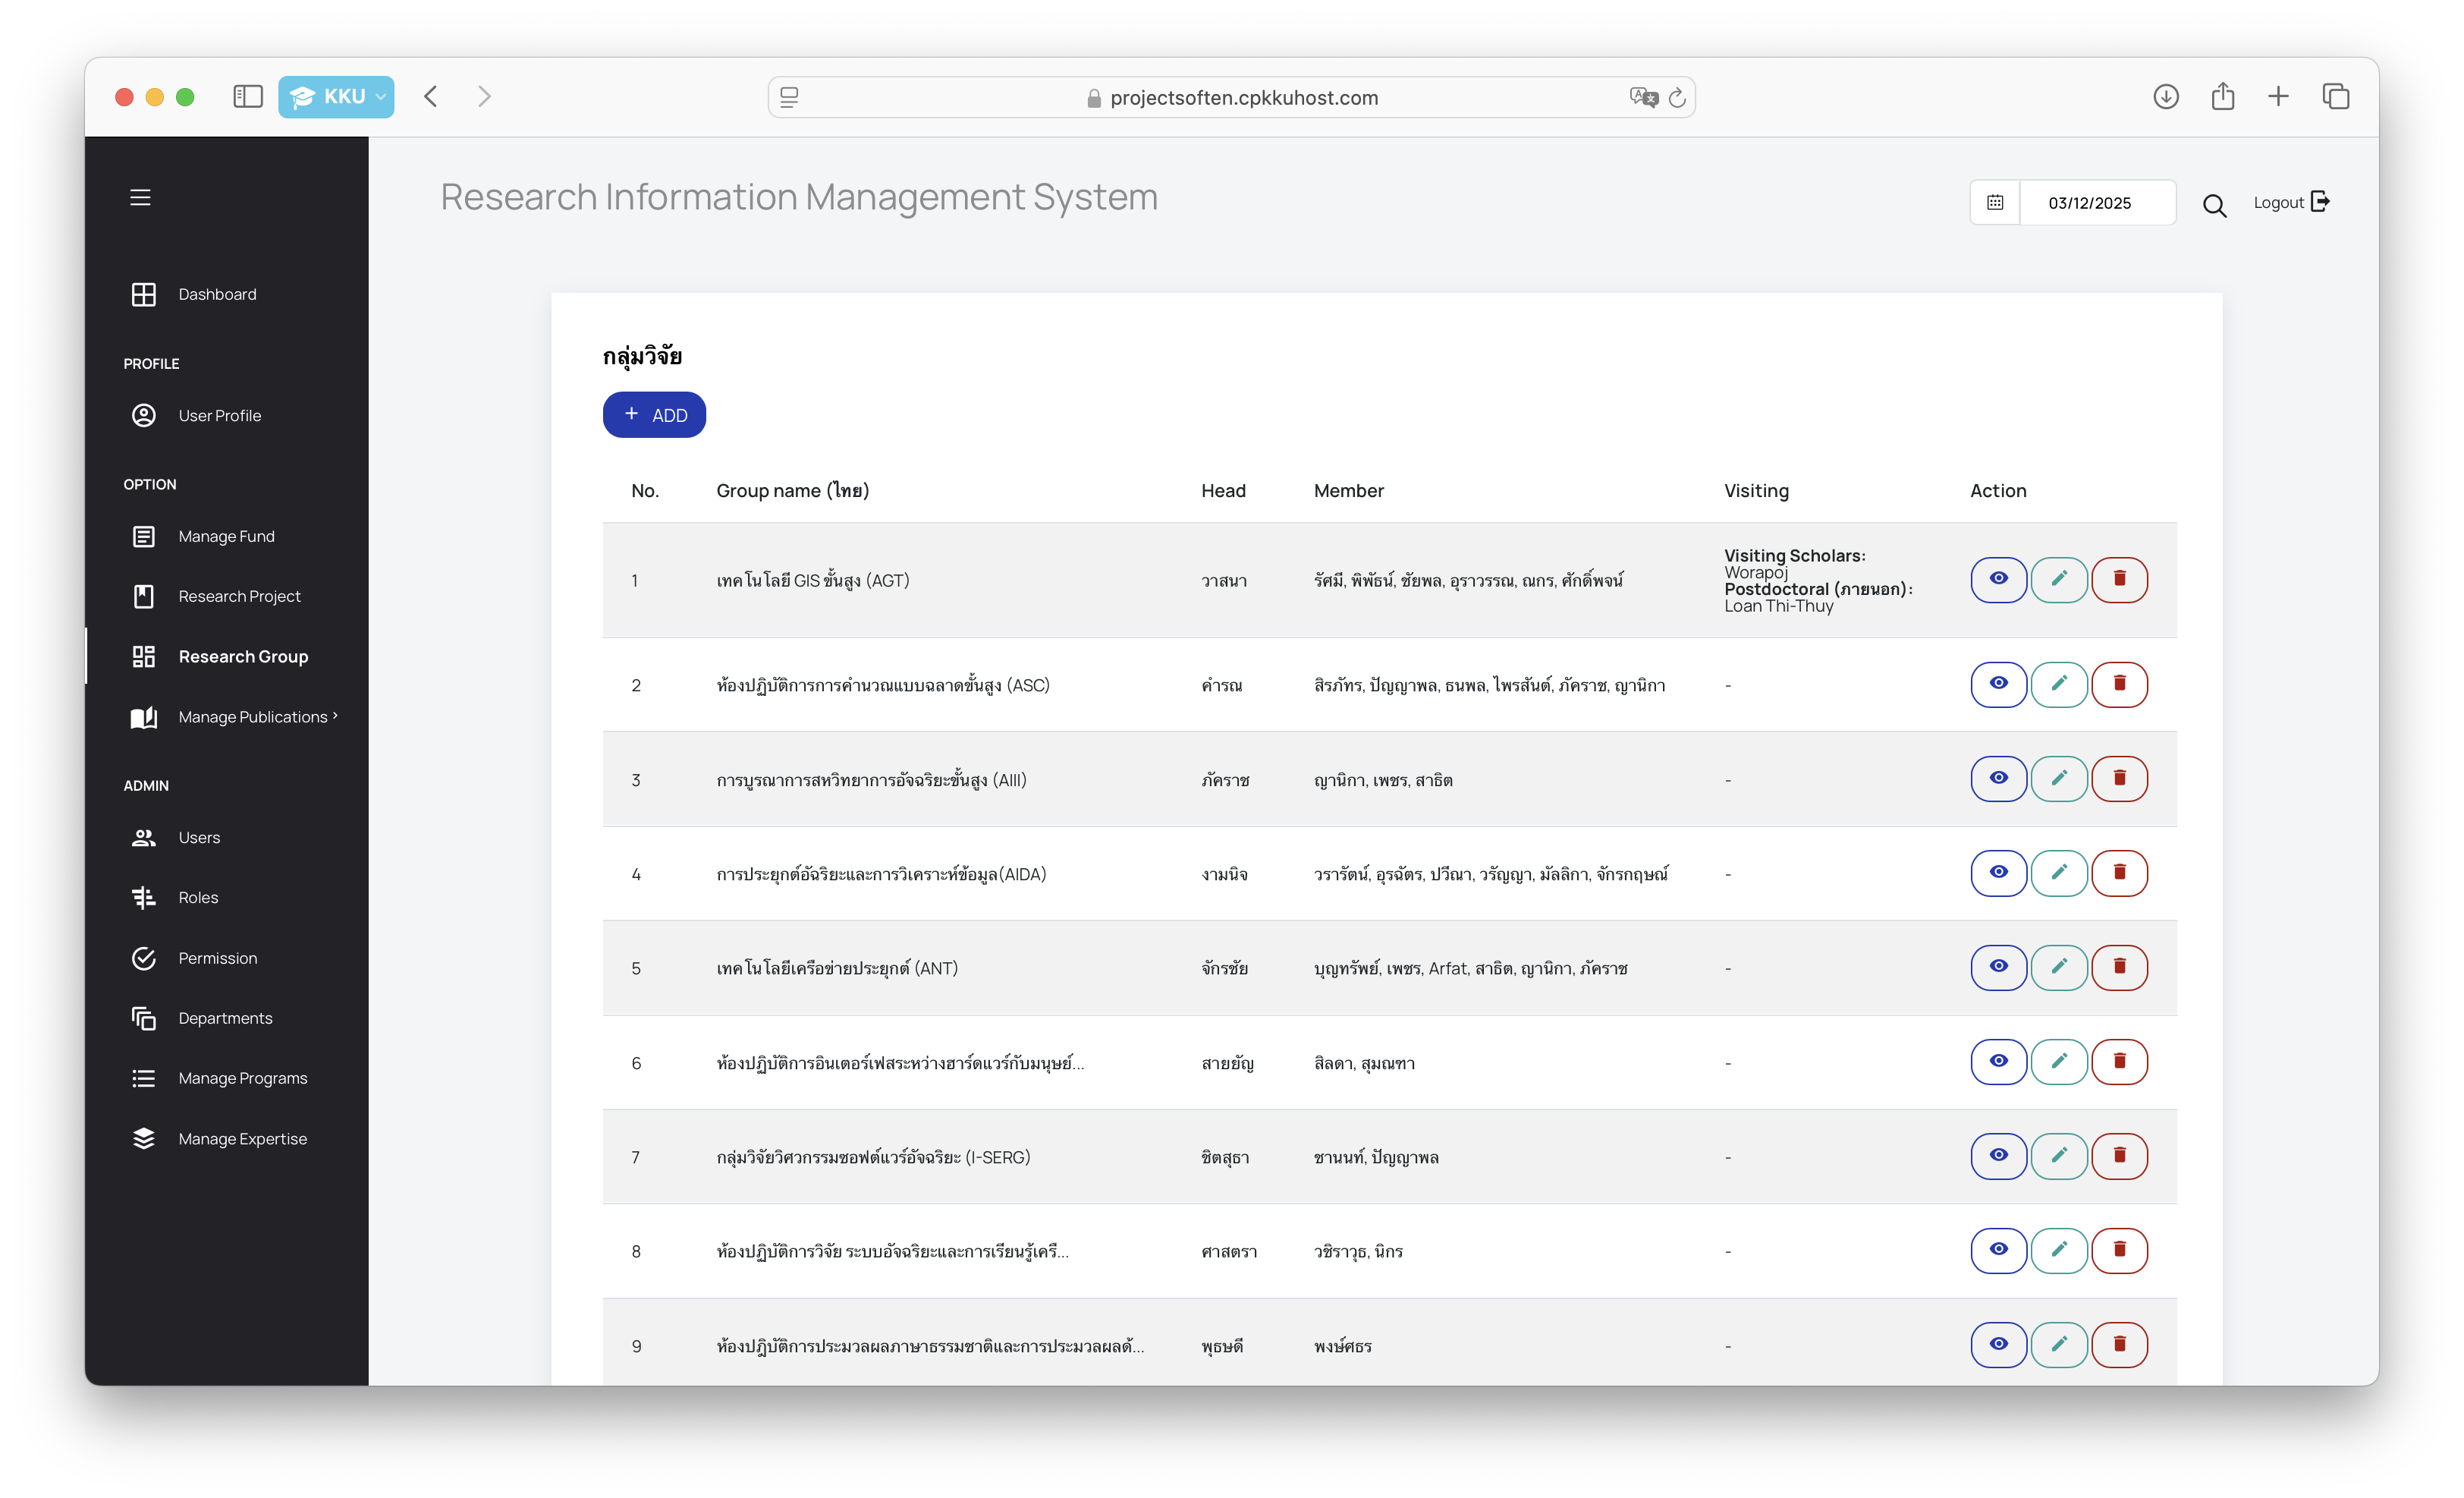 KKU
projectsoften.cpkkuhost.com
Research Information Management System
03/12/2025
Logout
Dashboard
PROFILE
User Profile
OPTION
Manage Fund
Research Project
Research Group
Manage Publications
ADMIN
Users
Roles
Permission
Departments
Manage Programs
Manage Expertise
กลุ่มวิจัย
+ ADD
No. Group name (ไทย) Head Member Visiting Action
1 เทคโนโลยี GIS ขั้นสูง (AGT) วาสนา รัศมี, พิพัธน์, ชัยพล, อุราวรรณ, ณกร, ศักดิ์พจน์ Visiting Scholars:
Worapoj
Postdoctoral (ภายนอก):
Loan Thi-Thuy
2 ห้องปฏิบัติการการคำนวณแบบฉลาดขั้นสูง (ASC) คำรณ สิรภัทร, ปัญญาพล, ธนพล, ไพรสันต์, ภัคราช, ญานิกา -
3 การบูรณาการสหวิทยาการอัจฉริยะขั้นสูง (AIII) ภัคราช ญานิกา, เพชร, สาธิต -
4 การประยุกต์อัฉริยะและการวิเคราะห์ข้อมูล(AIDA) งามนิจ วรารัตน์, อุรฉัตร, ปวีณา, วรัญญา, มัลลิกา, จักรกฤษณ์ -
5 เทคโนโลยีเครือข่ายประยุกต์ (ANT) จักรชัย บุญทรัพย์, เพชร, Arfat, สาธิต, ญานิกา, ภัคราช -
6 ห้องปฏิบัติการอินเตอร์เฟสระหว่างฮาร์ดแวร์กับมนุษย์... สายยัญ สิลดา, สุมณฑา -
7 กลุ่มวิจัยวิศวกรรมซอฟต์แวร์อัจฉริยะ (I-SERG) ชิตสุธา ชานนท์, ปัญญาพล -
8 ห้องปฏิบัติการวิจัย ระบบอัจฉริยะและการเรียนรู้เครื... ศาสตรา วชิราวุธ, นิกร -
9 ห้องปฏิบัติการประมวลผลภาษาธรรมชาติและการประมวลผลด้... พุธษดี พงษ์ศธร -